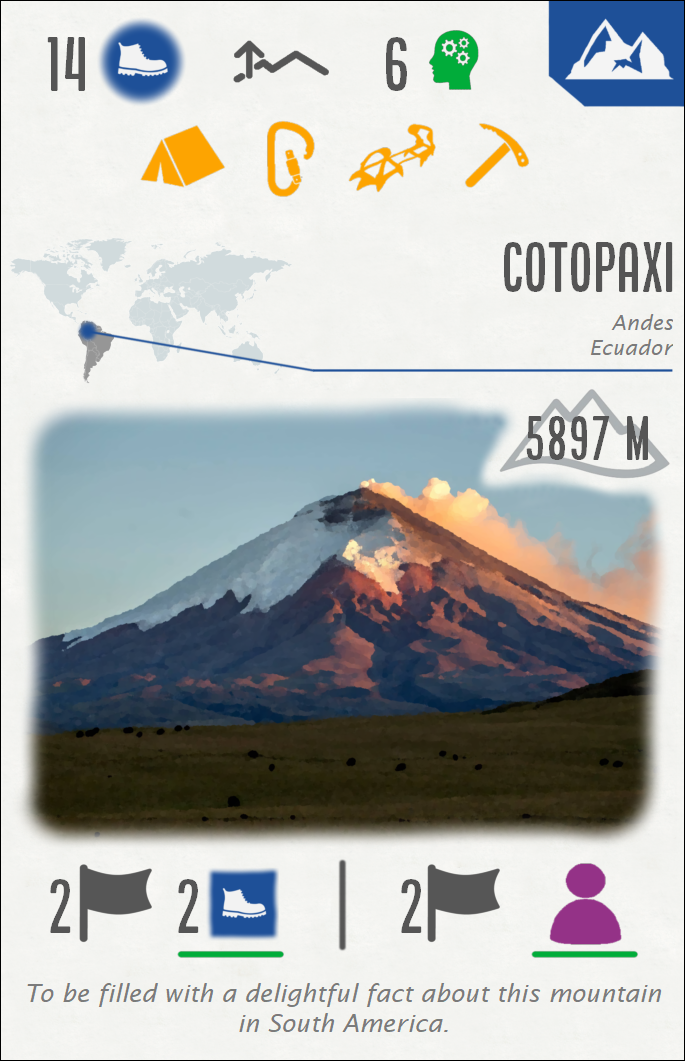 14 6
COTOPAXI
Andes
Ecuador
5897 M
2 2 2
To be filled with a delightful fact about this mountain
in South America.